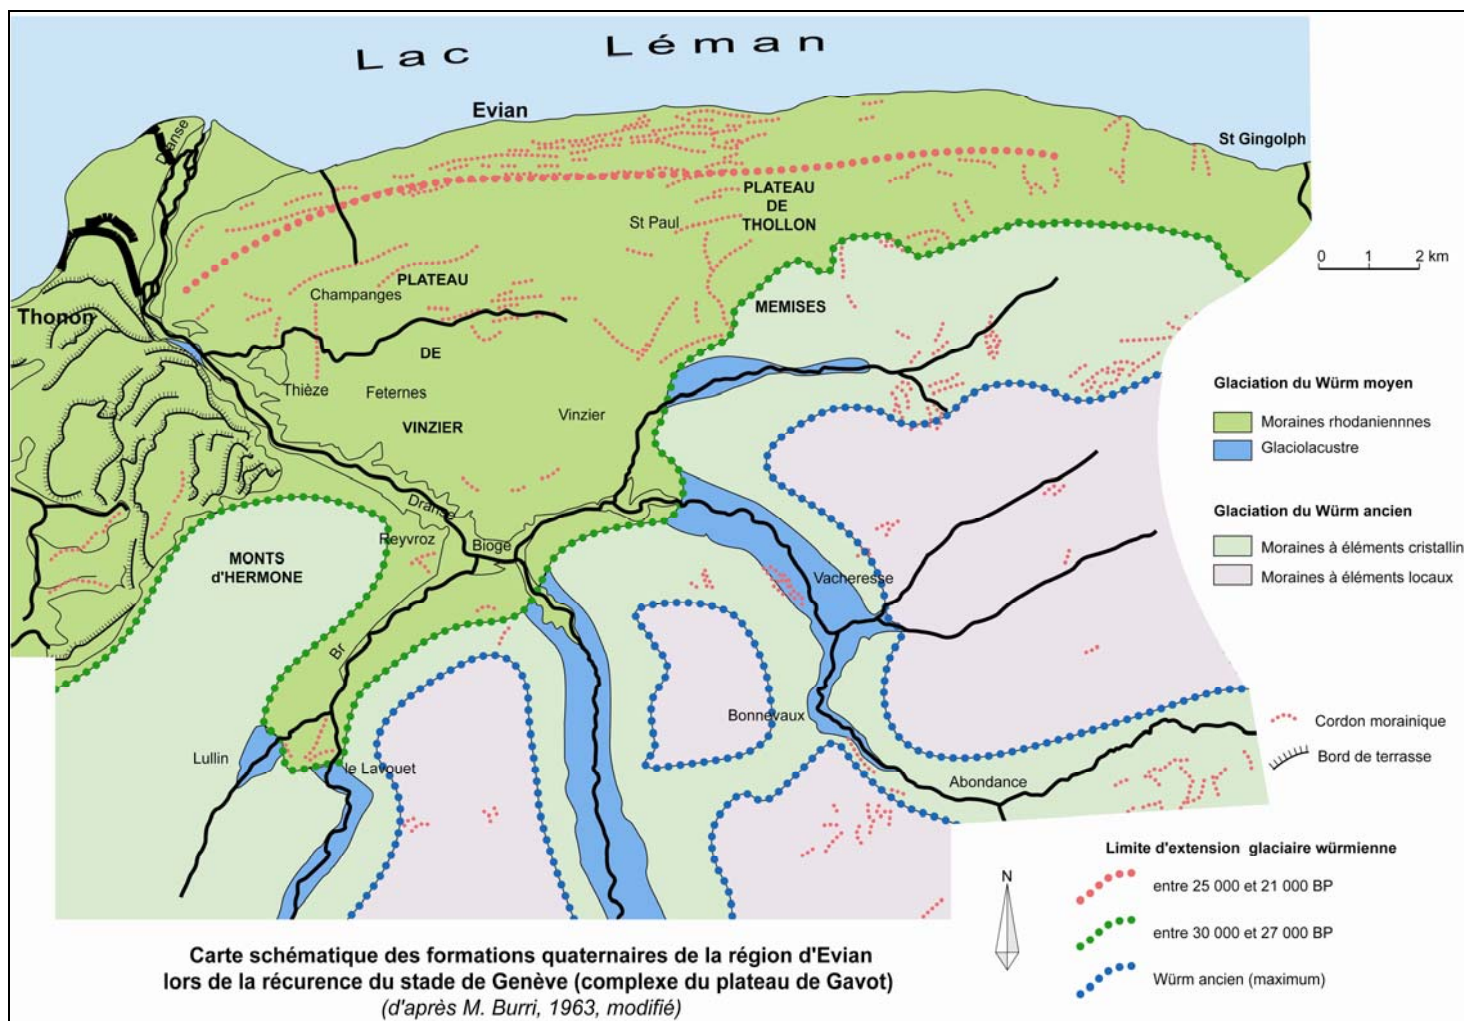 Lac Léman
Evian
Dranse
St Gingolph
PLATEAU
DE
THOLLON
St Paul
0 1 2 km
PLATEAU
Champanges
MEMISES
Thonon
DE
Thièze
Feternes
Vinzier
VINZIER
Glaciation du Würm moyen
Moraines rhodaniennnes
Glaciolacustre
Glaciation du Würm ancien
Moraines à éléments cristallin
Moraines à éléments locaux
Dranse
Reyvroz
Bioge
MONTS
d'HERMONE
Vacheresse
Br
Bonnevaux
Lullin
le Lavouet
Abondance
Cordon morainique
Bord de terrasse
Limite d'extension glaciaire würmienne
entre 25 000 et 21 000 BP
entre 30 000 et 27 000 BP
Würm ancien (maximum)
N
Carte schématique des formations quaternaires de la région d'Evian
lors de la récurence du stade de Genève (complexe du plateau de Gavot)
(d'après M. Burri, 1963, modifié)